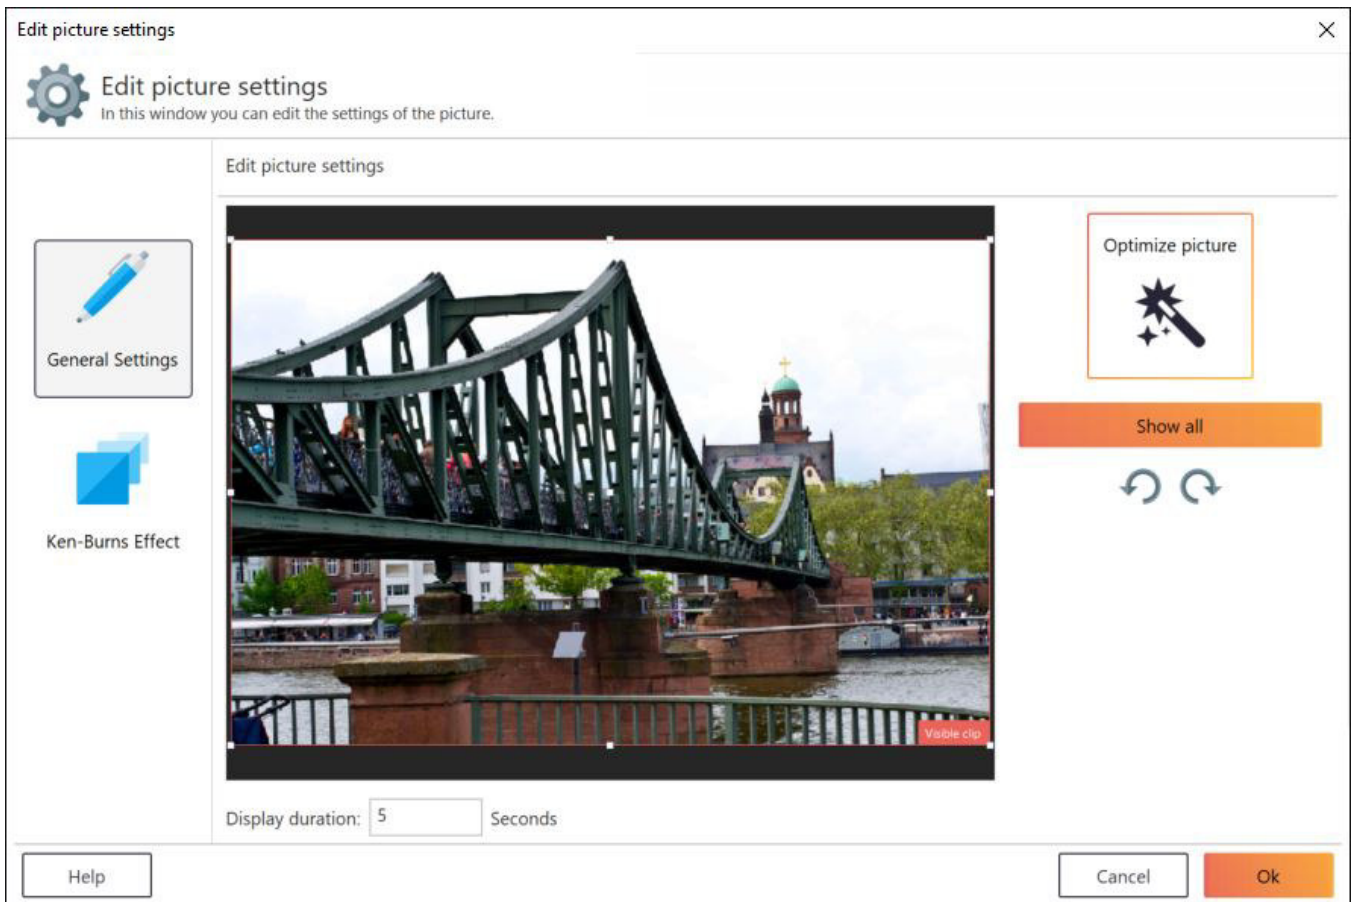 Edit picture settings
Edit picture settings
In this window you can edit the settings of the picture.
Edit picture settings
General Settings
Ken-Burns Effect
Optimize picture
Show all
Visible clip
Display duration: 5 Seconds
Help
Cancel
Ok